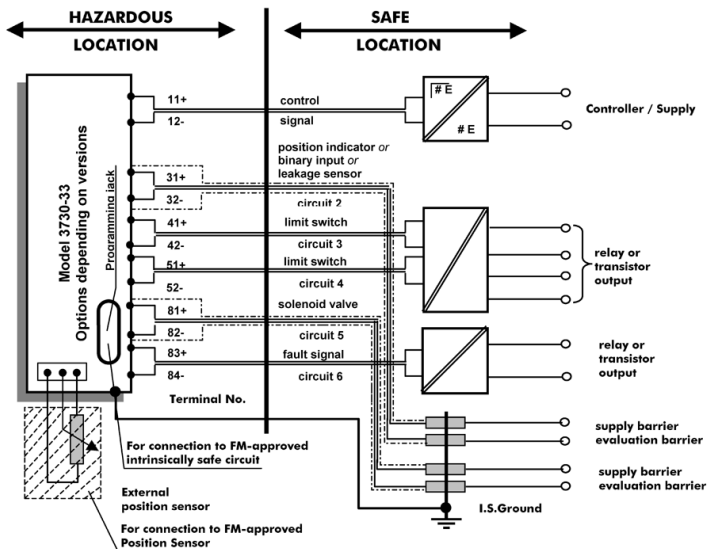 HAZARDOUS
LOCATION
SAFE
LOCATION
Model 3730-33
Options depending on versions
Programming jack
11+
12-
control
signal
# E
# E
Controller / Supply
position indicator or
binary input or
leakage sensor
31+
32-
circuit 2
41+
42-
limit switch
circuit 3
51+
52-
limit switch
circuit 4
relay or
transistor
output
81+
82-
solenoid valve
circuit 5
83+
84-
fault signal
circuit 6
relay or
transistor
output
Terminal No.
supply barrier
evaluation barrier
supply barrier
evaluation barrier
I.S.Ground
For connection to FM-approved
intrinsically safe circuit
External
position sensor
For connection to FM-approved
Position Sensor